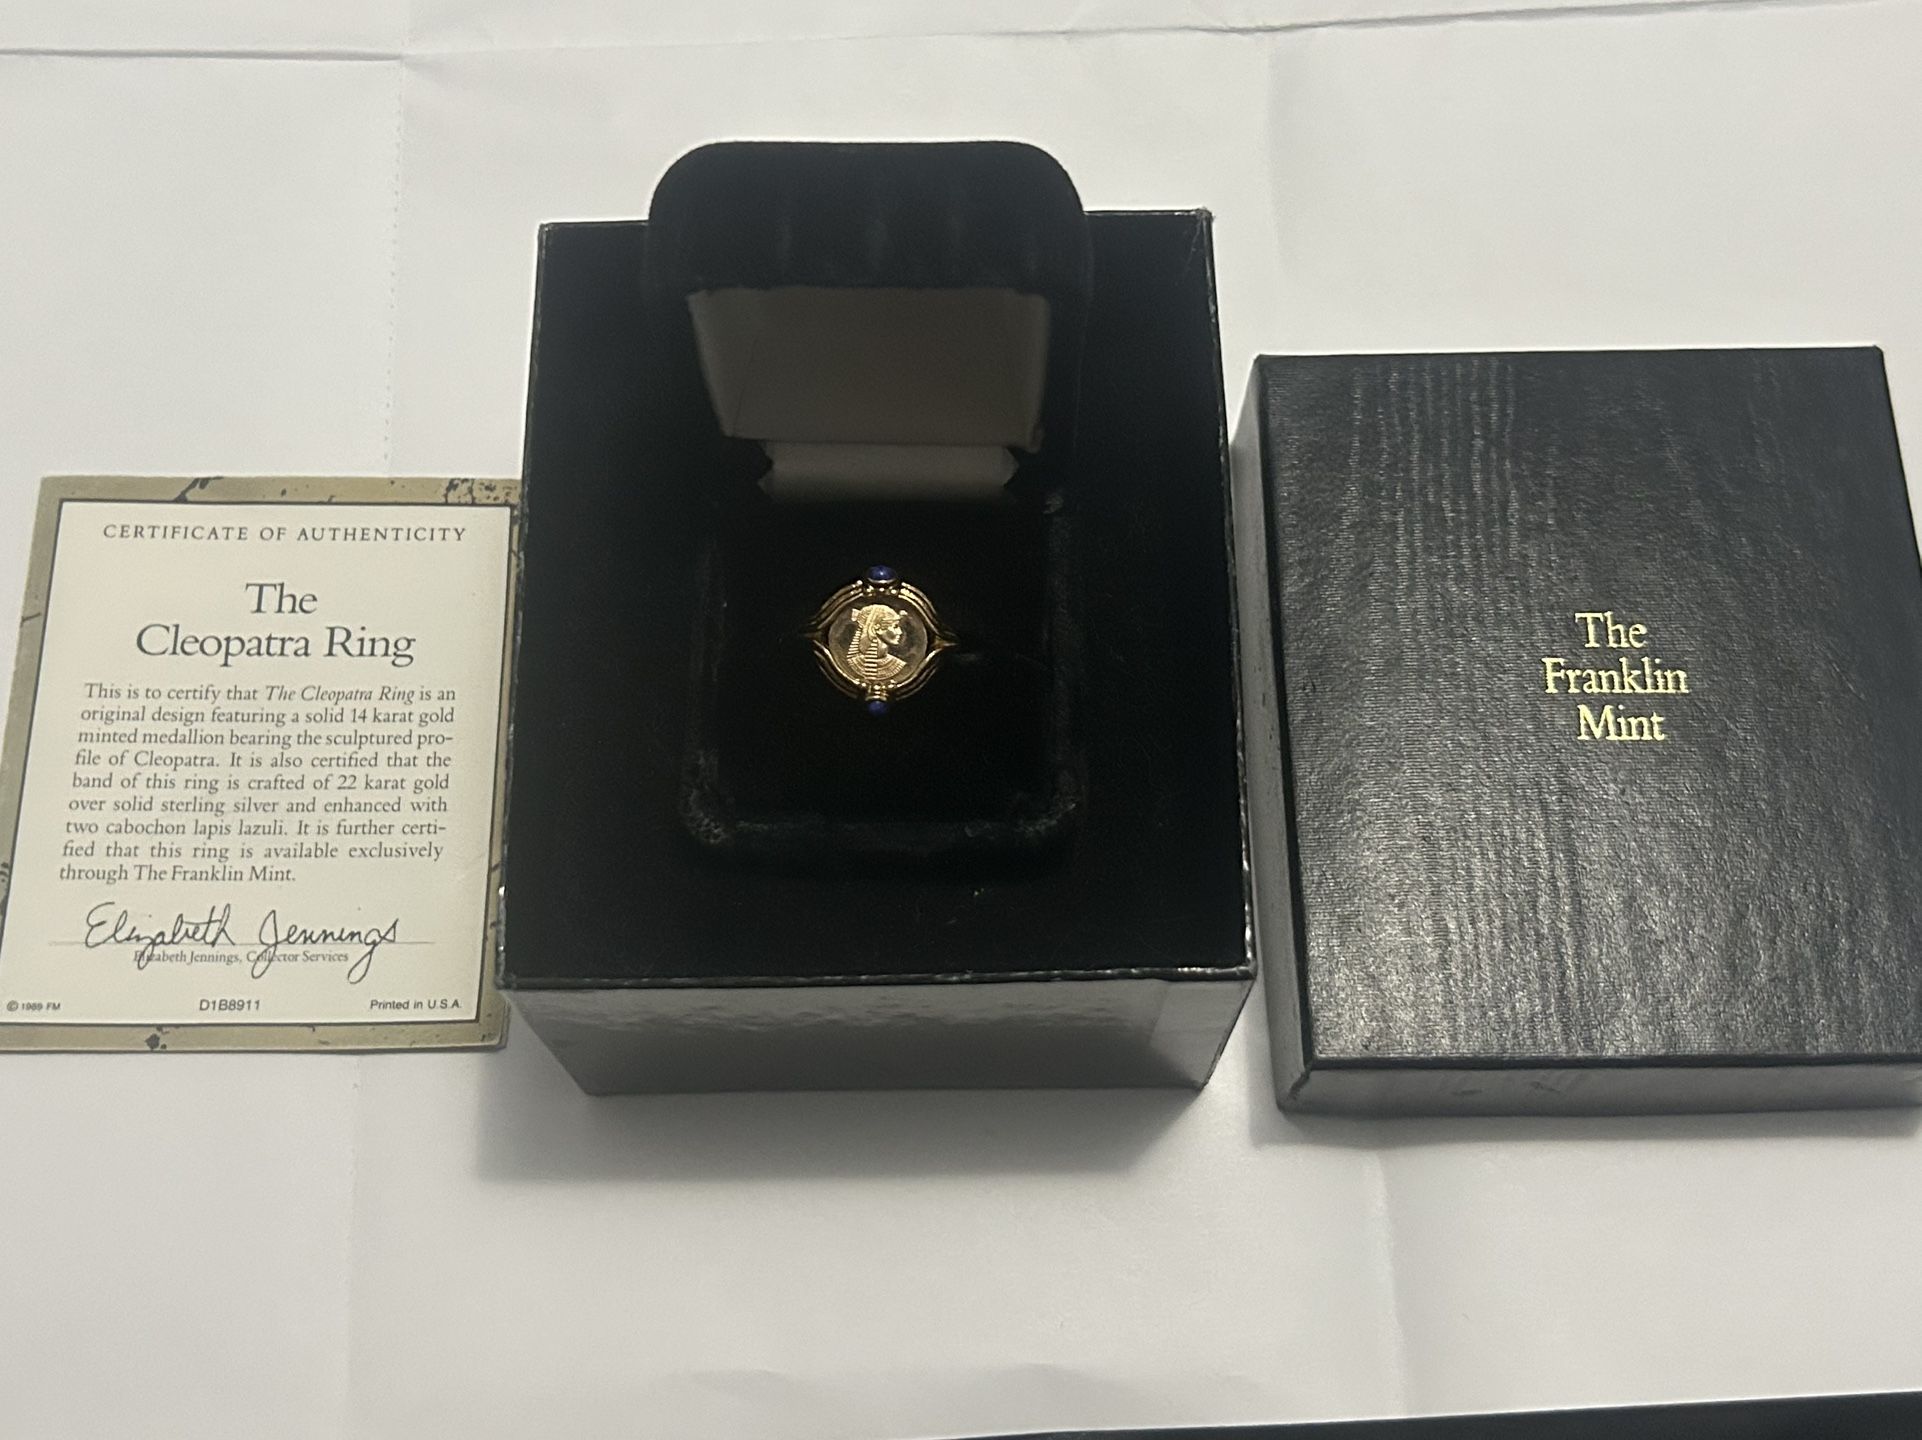 CERTIFICATE OF AUTHENTICITY
The
Cleopatra Ring
This is to certify that The Cleopatra Ring is an
original design featuring a solid 14 karat gold
minted medallion bearing the sculptured pro-
file of Cleopatra. It is also certified that the
band of this ring is crafted of 22 karat gold
over solid sterling silver and enhanced with
two cabochon lapis lazuli. It is further certi-
fied that this ring is available exclusively
through The Franklin Mint.
Elizabeth Jennings
Elizabeth Jennings, Collector Services
© 1989 FM D1B8911 Printed in U.S.A.
The
Franklin
Mint